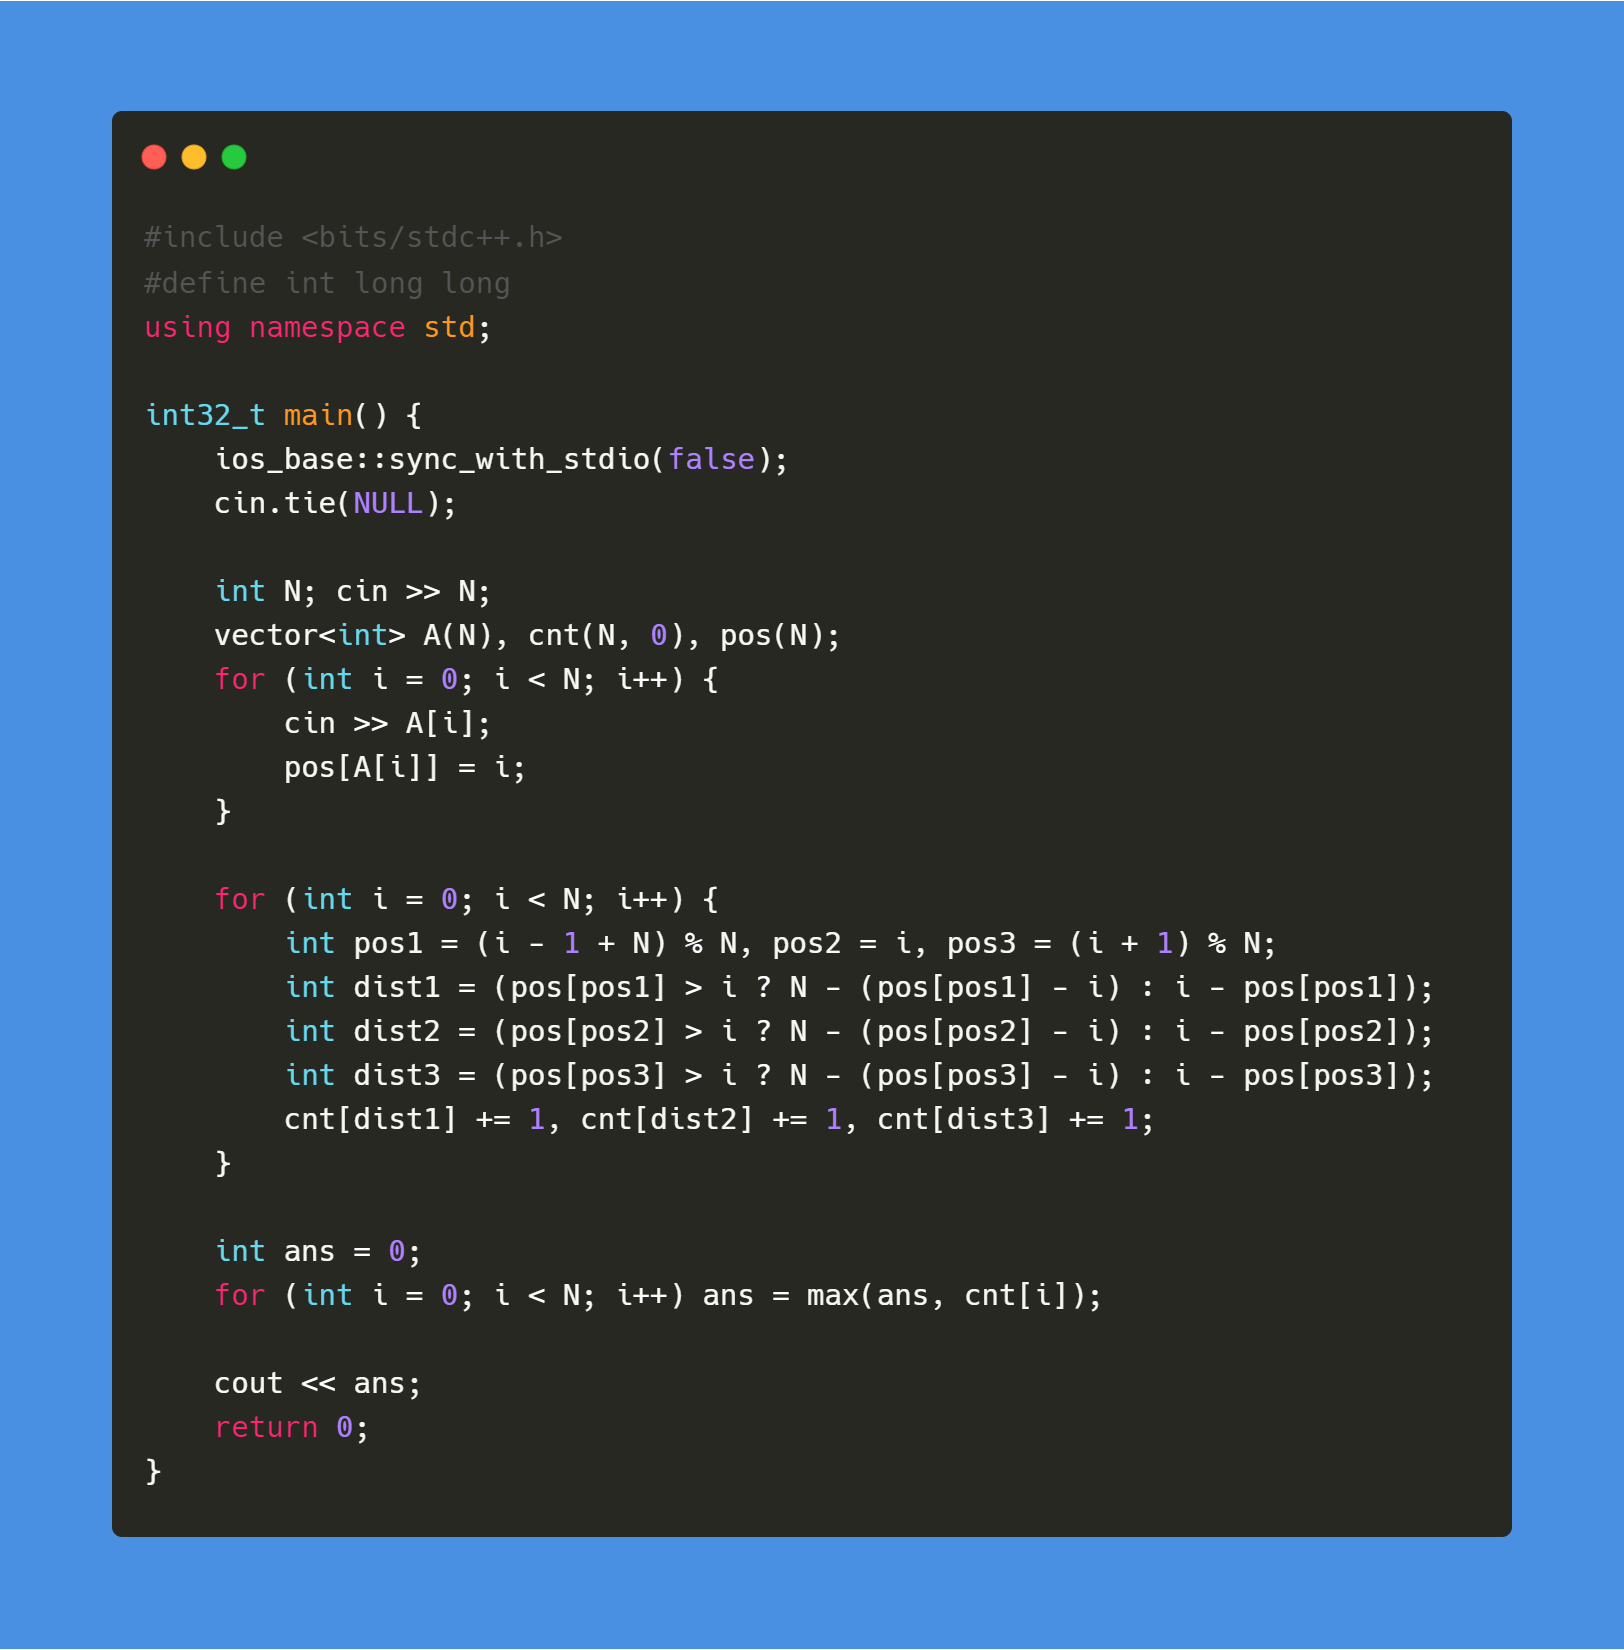 #include <bits/stdc++.h>
#define int long long
using namespace std;

int32_t main() {
    ios_base::sync_with_stdio(false);
    cin.tie(NULL);

    int N; cin >> N;
    vector<int> A(N), cnt(N, 0), pos(N);
    for (int i = 0; i < N; i++) {
        cin >> A[i];
        pos[A[i]] = i;
    }

    for (int i = 0; i < N; i++) {
        int pos1 = (i - 1 + N) % N, pos2 = i, pos3 = (i + 1) % N;
        int dist1 = (pos[pos1] > i ? N - (pos[pos1] - i) : i - pos[pos1]);
        int dist2 = (pos[pos2] > i ? N - (pos[pos2] - i) : i - pos[pos2]);
        int dist3 = (pos[pos3] > i ? N - (pos[pos3] - i) : i - pos[pos3]);
        cnt[dist1] += 1, cnt[dist2] += 1, cnt[dist3] += 1;
    }

    int ans = 0;
    for (int i = 0; i < N; i++) ans = max(ans, cnt[i]);

    cout << ans;
    return 0;
}